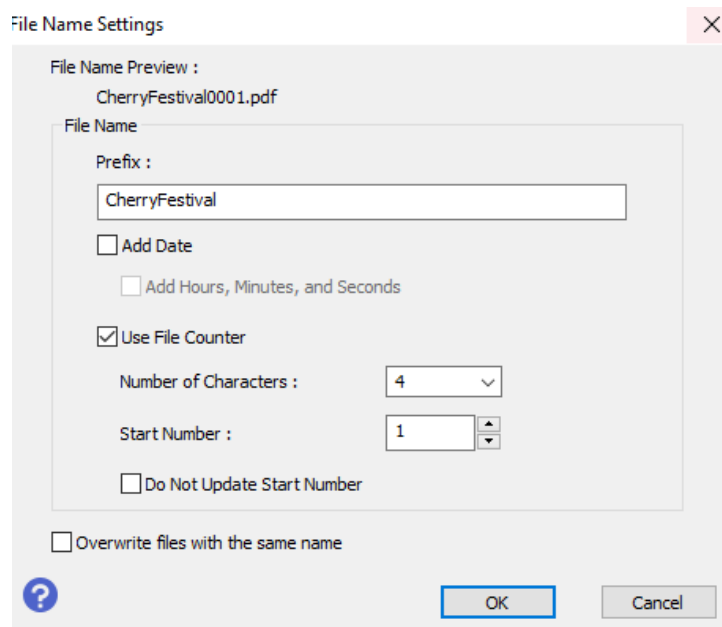 File Name Settings
File Name Preview :
CherryFestival0001.pdf
File Name
Prefix :
CherryFestival
Add Date
Add Hours, Minutes, and Seconds
Use File Counter
Number of Characters : 4
Start Number : 1
Do Not Update Start Number
Overwrite files with the same name
? OK Cancel